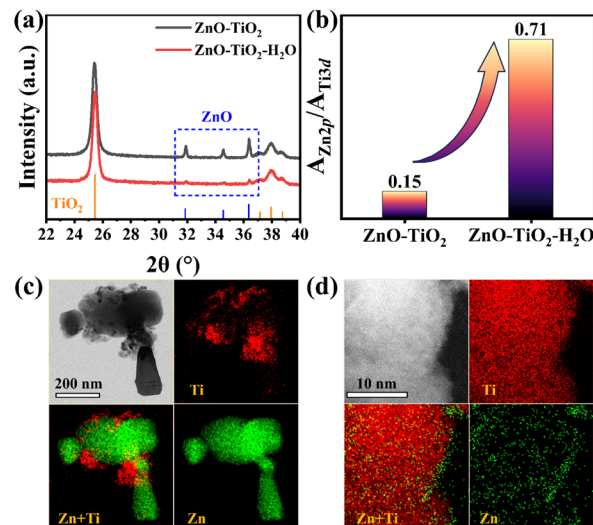 (a)
ZnO-TiO₂
ZnO-TiO₂-H₂O
ZnO
TiO₂
Intensity (a.u.)
22 24 26 28 30 32 34 36 38 40
2θ (°)
(b)
A_Zn2p/A_Ti3d
0.15
0.71
ZnO-TiO₂
ZnO-TiO₂-H₂O
(c)
200 nm
Ti
Zn+Ti
Zn
(d)
10 nm
Ti
Zn+Ti
Zn